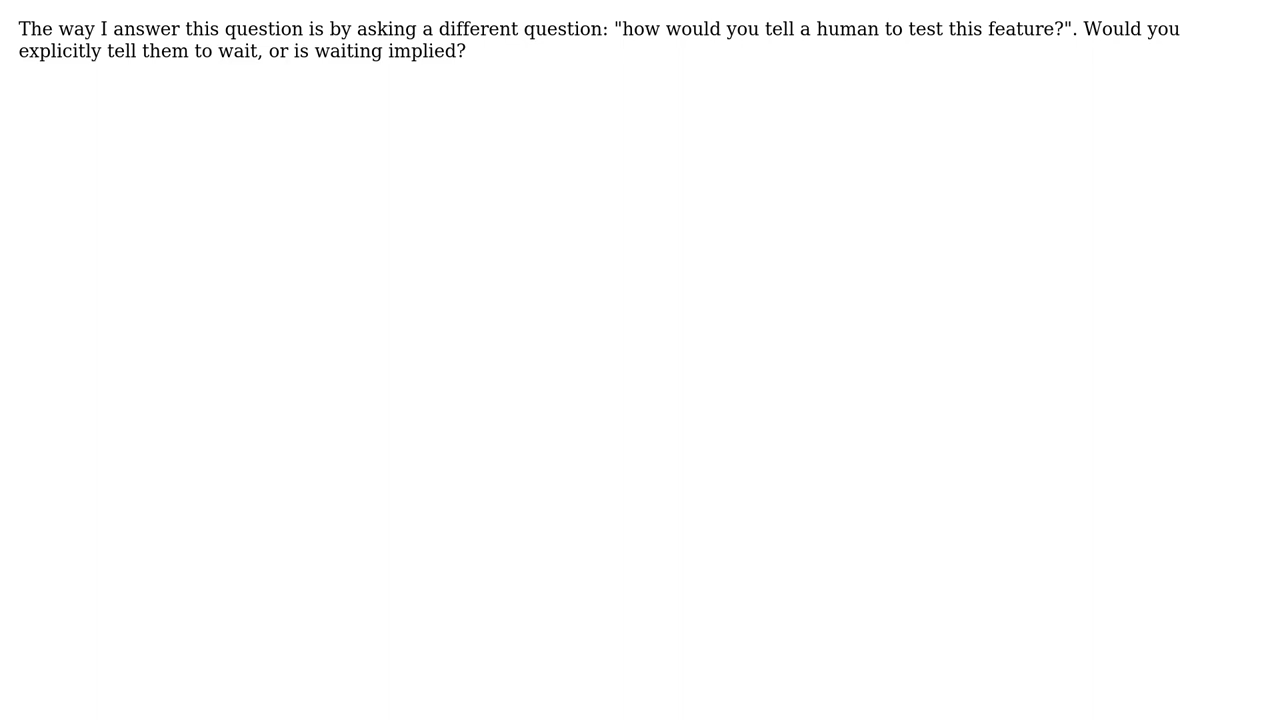 The way I answer this question is by asking a different question: "how would you tell a human to test this feature?". Would you
explicitly tell them to wait, or is waiting implied?